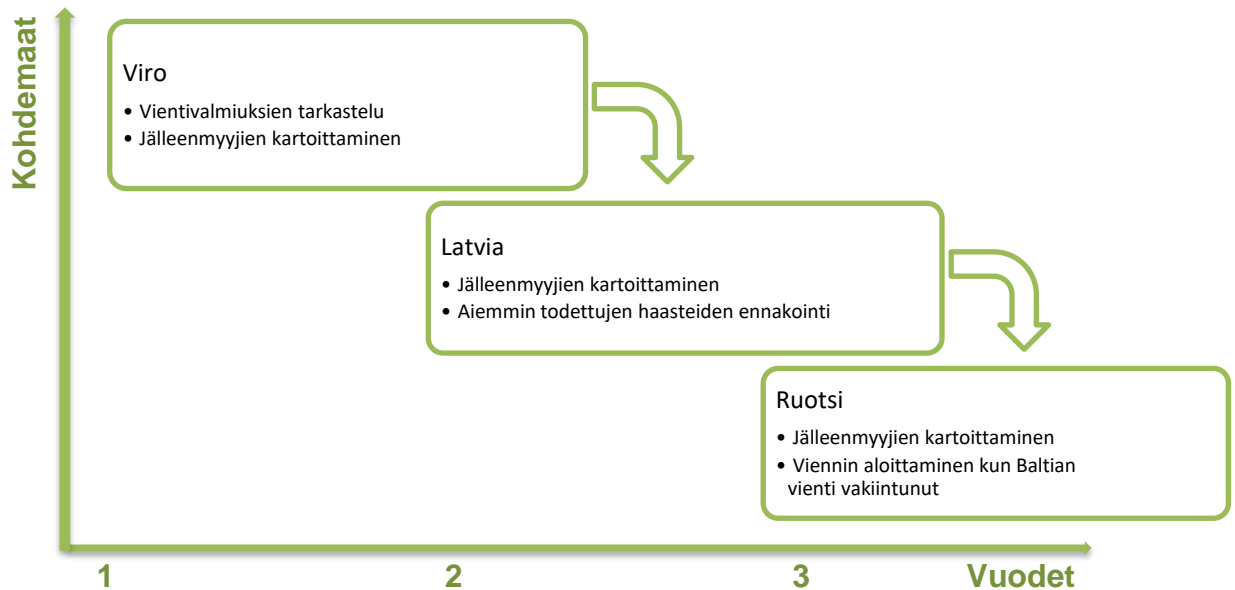 Kohdemaat
Viro
• Vientivalmiuksien tarkastelu
• Jälleenmyyjien kartoittaminen
Latvia
• Jälleenmyyjien kartoittaminen
• Aiemmin todettujen haasteiden ennakointi
Ruotsi
• Jälleenmyyjien kartoittaminen
• Viennin aloittaminen kun Baltian
vienti vakiintunut
1 2 3 Vuodet